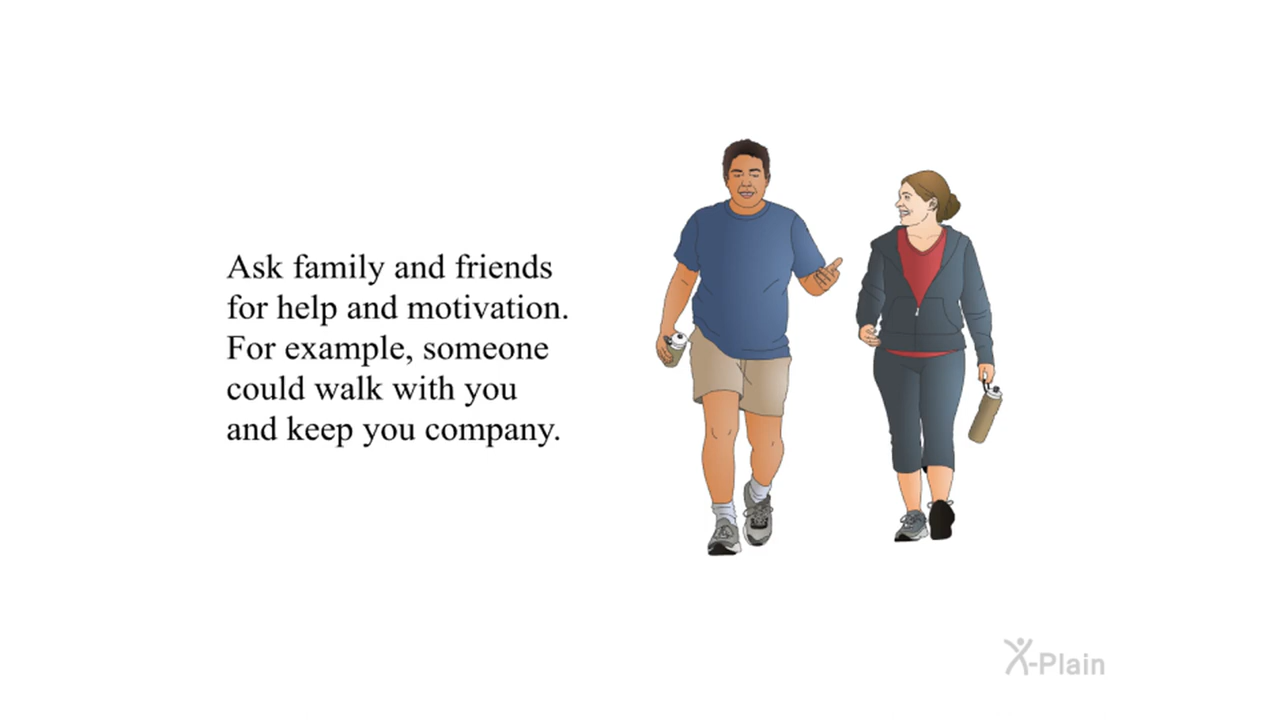 Ask family and friends
for help and motivation.
For example, someone
could walk with you
and keep you company.
X-Plain